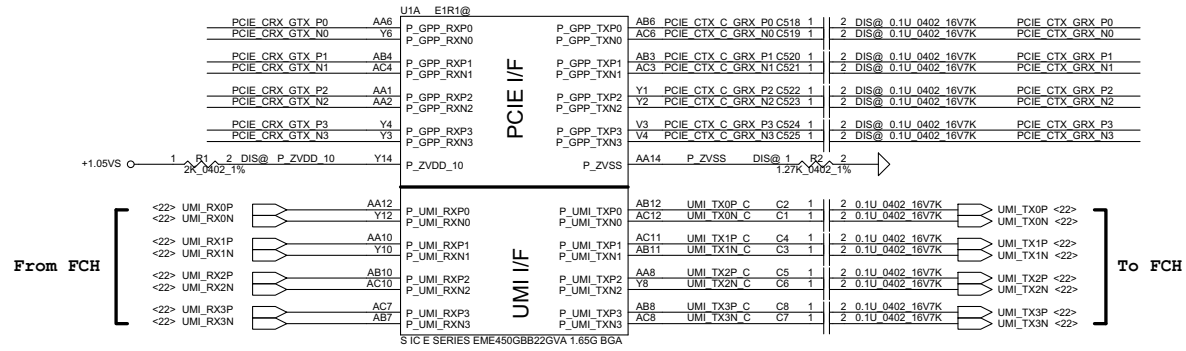 U1A E1R1@
PCIE_CRX_GTX_P0 AA6 P_GPP_RXP0 P_GPP_TXP0 AB6 PCIE_CTX_C_GRX_P0 C518 1 2 DIS@ 0.1U_0402_16V7K PCIE_CTX_GRX_P0
PCIE_CRX_GTX_N0 Y6 P_GPP_RXN0 P_GPP_TXN0 AC6 PCIE_CTX_C_GRX_N0 C519 1 2 DIS@ 0.1U_0402_16V7K PCIE_CTX_GRX_N0
PCIE_CRX_GTX_P1 AB4 P_GPP_RXP1 P_GPP_TXP1 AB3 PCIE_CTX_C_GRX_P1 C520 1 2 DIS@ 0.1U_0402_16V7K PCIE_CTX_GRX_P1
PCIE_CRX_GTX_N1 AC4 P_GPP_RXN1 P_GPP_TXN1 AC3 PCIE_CTX_C_GRX_N1 C521 1 2 DIS@ 0.1U_0402_16V7K PCIE_CTX_GRX_N1
PCIE I/F
PCIE_CRX_GTX_P2 AA1 P_GPP_RXP2 P_GPP_TXP2 Y1 PCIE_CTX_C_GRX_P2 C522 1 2 DIS@ 0.1U_0402_16V7K PCIE_CTX_GRX_P2
PCIE_CRX_GTX_N2 AA2 P_GPP_RXN2 P_GPP_TXN2 Y2 PCIE_CTX_C_GRX_N2 C523 1 2 DIS@ 0.1U_0402_16V7K PCIE_CTX_GRX_N2
PCIE_CRX_GTX_P3 Y4 P_GPP_RXP3 P_GPP_TXP3 V3 PCIE_CTX_C_GRX_P3 C524 1 2 DIS@ 0.1U_0402_16V7K PCIE_CTX_GRX_P3
PCIE_CRX_GTX_N3 Y3 P_GPP_RXN3 P_GPP_TXN3 V4 PCIE_CTX_C_GRX_N3 C525 1 2 DIS@ 0.1U_0402_16V7K PCIE_CTX_GRX_N3
+1.05VS 1 R1 2 DIS@ P_ZVDD_10 Y14 P_ZVDD_10 P_ZVSS AA14 P_ZVSS DIS@ 1 R2 2
2K_0402_1% 1.27K_0402_1%
<22> UMI_RX0P AA12 P_UMI_RXP0 P_UMI_TXP0 AB12 UMI_TX0P_C C2 1 2 0.1U_0402_16V7K UMI_TX0P <22>
<22> UMI_RX0N Y12 P_UMI_RXN0 P_UMI_TXN0 AC12 UMI_TX0N_C C1 1 2 0.1U_0402_16V7K UMI_TX0N <22>
<22> UMI_RX1P AA10 P_UMI_RXP1 P_UMI_TXP1 AC11 UMI_TX1P_C C4 1 2 0.1U_0402_16V7K UMI_TX1P <22>
<22> UMI_RX1N Y10 P_UMI_RXN1 P_UMI_TXN1 AB11 UMI_TX1N_C C3 1 2 0.1U_0402_16V7K UMI_TX1N <22>
From FCH UMI I/F To FCH
<22> UMI_RX2P AB10 P_UMI_RXP2 P_UMI_TXP2 AA8 UMI_TX2P_C C5 1 2 0.1U_0402_16V7K UMI_TX2P <22>
<22> UMI_RX2N AC10 P_UMI_RXN2 P_UMI_TXN2 Y8 UMI_TX2N_C C6 1 2 0.1U_0402_16V7K UMI_TX2N <22>
<22> UMI_RX3P AC7 P_UMI_RXP3 P_UMI_TXP3 AB8 UMI_TX3P_C C8 1 2 0.1U_0402_16V7K UMI_TX3P <22>
<22> UMI_RX3N AB7 P_UMI_RXN3 P_UMI_TXN3 AC8 UMI_TX3N_C C7 1 2 0.1U_0402_16V7K UMI_TX3N <22>
S IC E SERIES EME450GBB22GVA 1.65G BGA